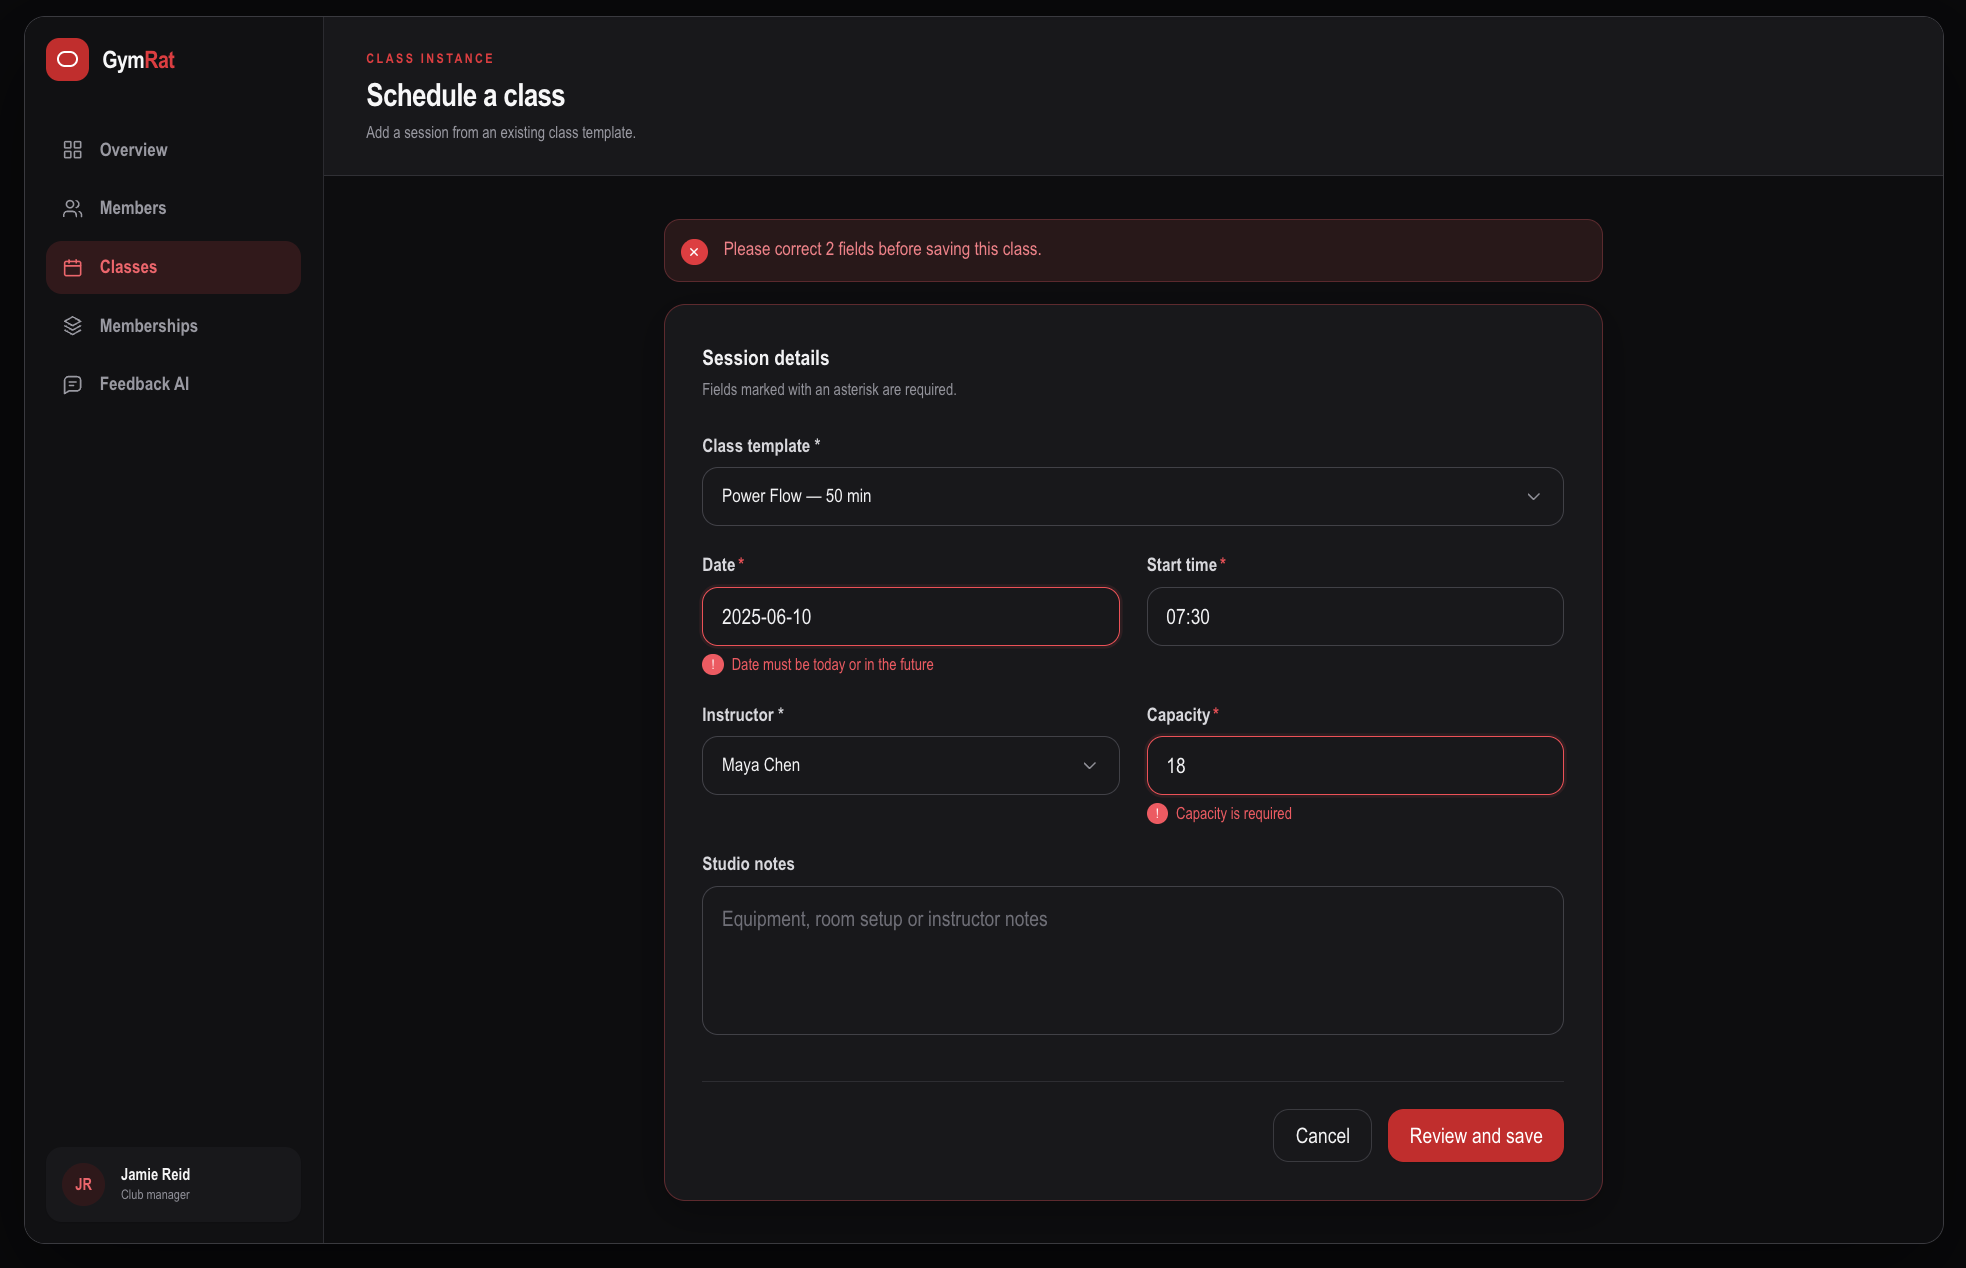 GymRat
Overview
Members
Classes
Memberships
Feedback AI
JR
Jamie Reid
Club manager
CLASS INSTANCE
Schedule a class
Add a session from an existing class template.
Please correct 2 fields before saving this class.
Session details
Fields marked with an asterisk are required.
Class template *
Power Flow — 50 min
Date *
2025-06-10
! Date must be today or in the future
Start time *
07:30
Instructor *
Maya Chen
Capacity *
18
! Capacity is required
Studio notes
Equipment, room setup or instructor notes
Cancel
Review and save